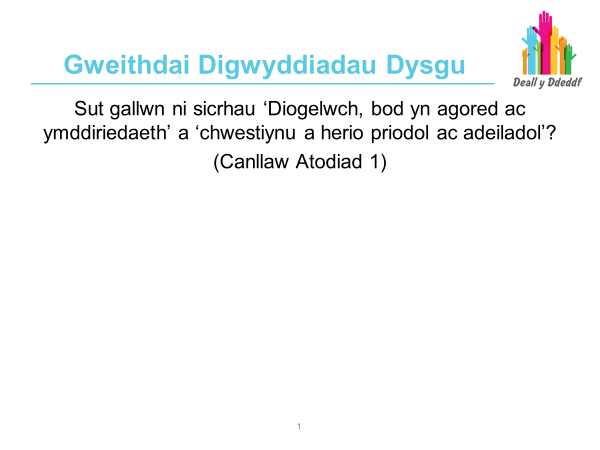 Gweithdai Digwyddiadau Dysgu
Deall y Ddeddf
Sut gallwn ni sicrhau ‘Diogelwch, bod yn agored ac
ymddiriedaeth’ a ‘chwestiynu a herio priodol ac adeiladol’?
(Canllaw Atodiad 1)
1